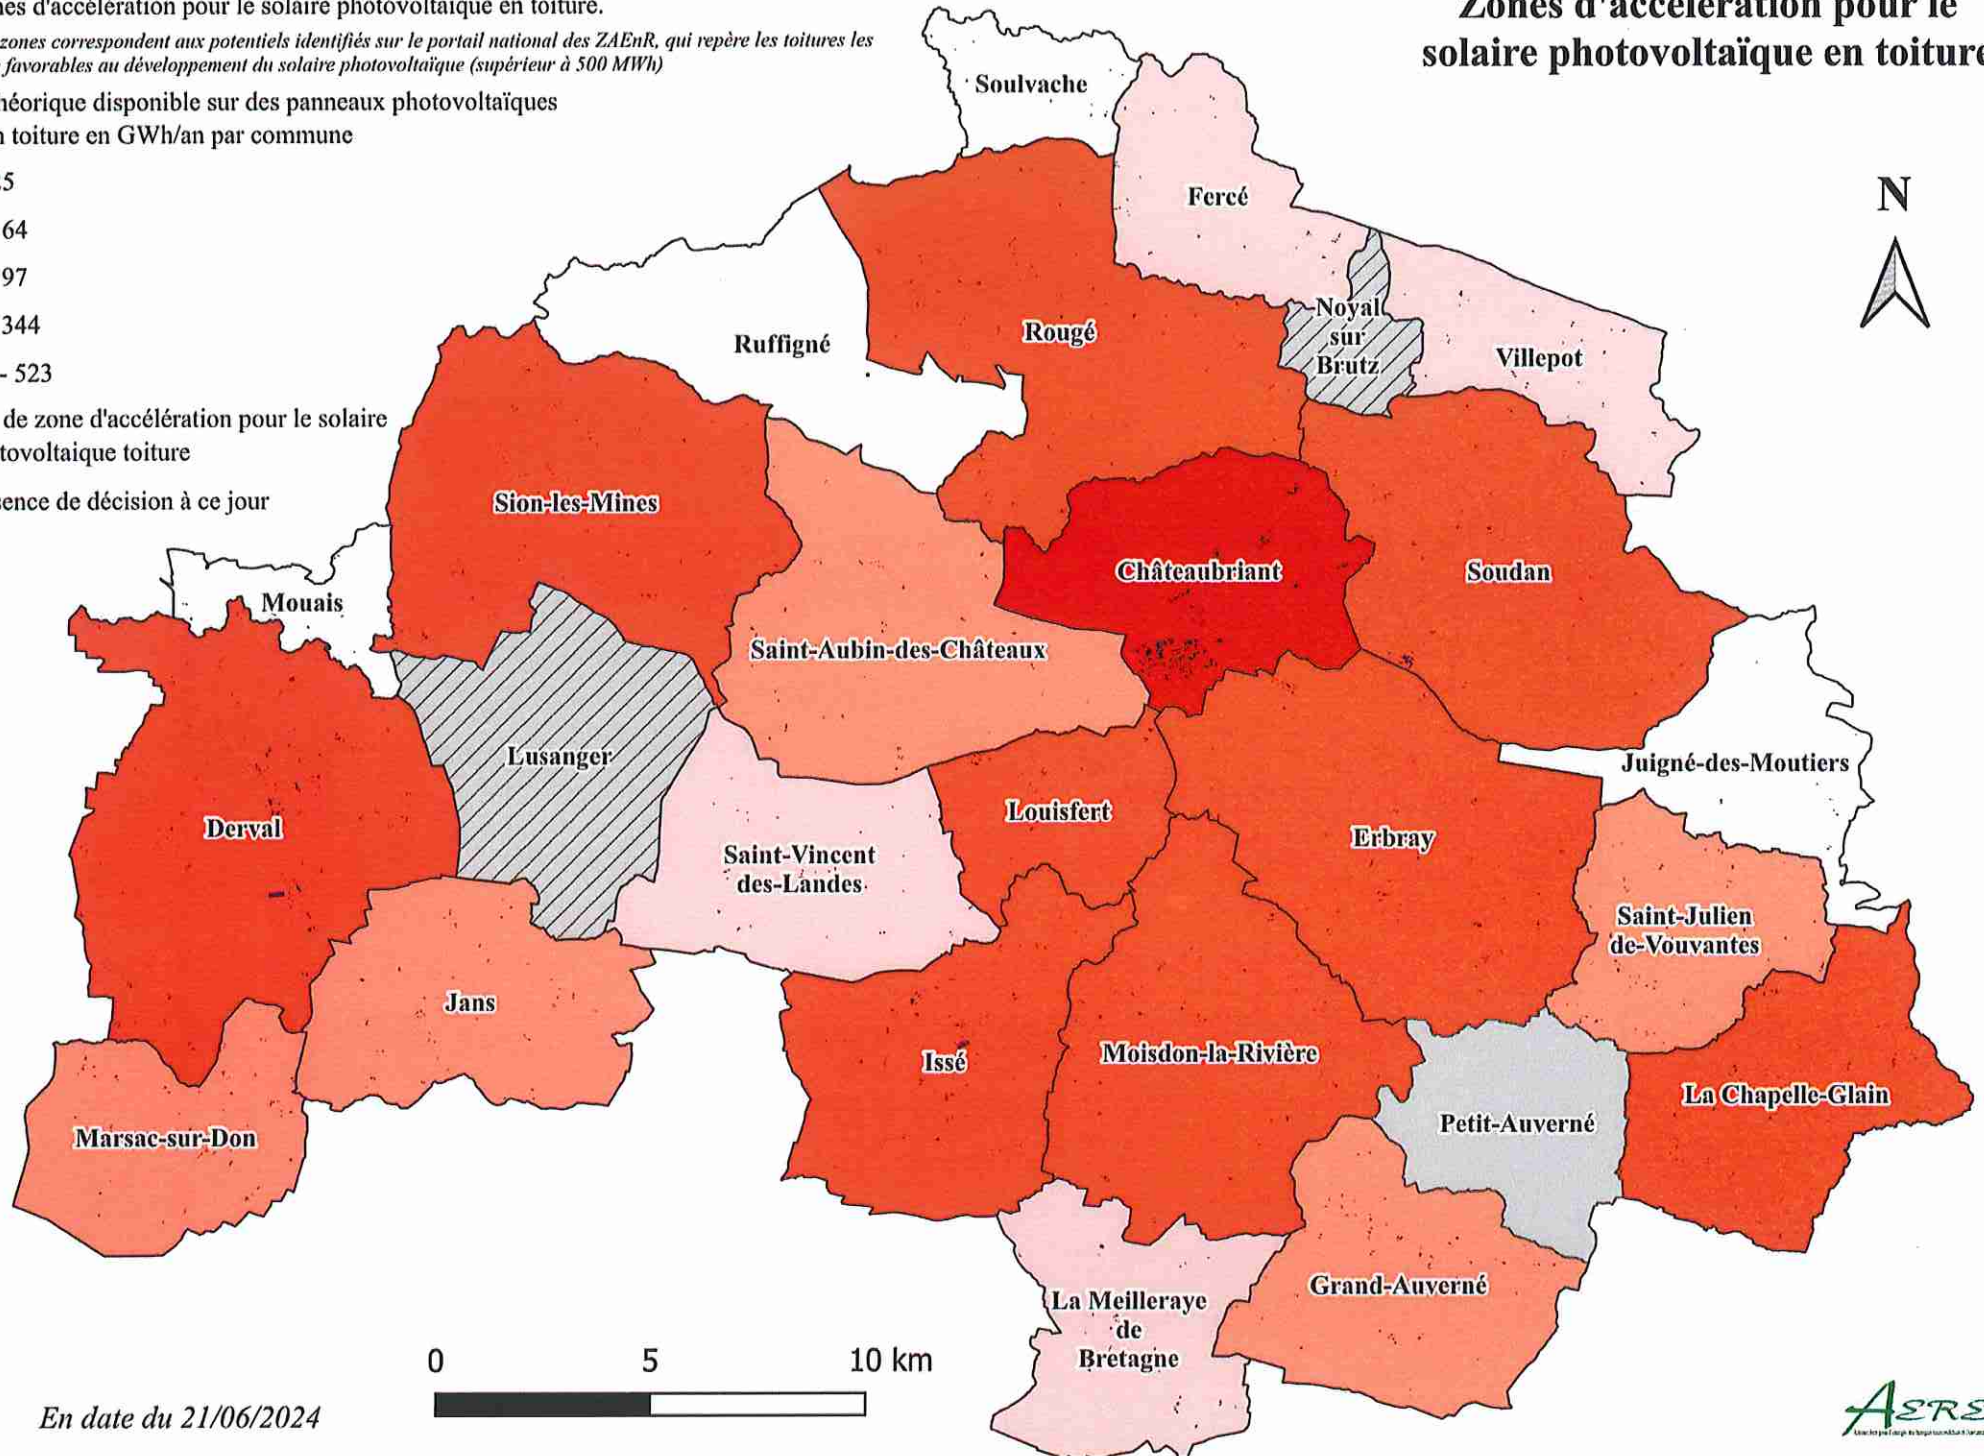 nes d'accélération pour le solaire photovoltaïque en toiture.
zones correspondent aux potentiels identifiés sur le portail national des ZAEnR, qui repère les toitures les
favorables au développement du solaire photovoltaïque (supérieur à 500 MWh)
héorique disponible sur des panneaux photovoltaïques
n toiture en GWh/an par commune
25
64
97
344
- 523
de zone d'accélération pour le solaire
tovoltaique toiture
sence de décision à ce jour
Zones d'accélération pour le
solaire photovoltaïque en toiture
N
Soulvache
Fercé
Rougé
Ruffigné
Noyal
sur
Brutz
Villepot
Sion-les-Mines
Châteaubriant
Soudan
Mouais
Saint-Aubin-des-Châteaux
Lusanger
Juigné-des-Moutiers
Derval
Louisfert
Erbray
Saint-Vincent
des-Landes
Saint-Julien
de-Vouvantes
Jans
Issé
Moisdon-la-Rivière
La Chapelle-Glain
Petit-Auverné
Marsac-sur-Don
Grand-Auverné
La Meilleraye
de
Bretagne
0 5 10 km
En date du 21/06/2024
AERE